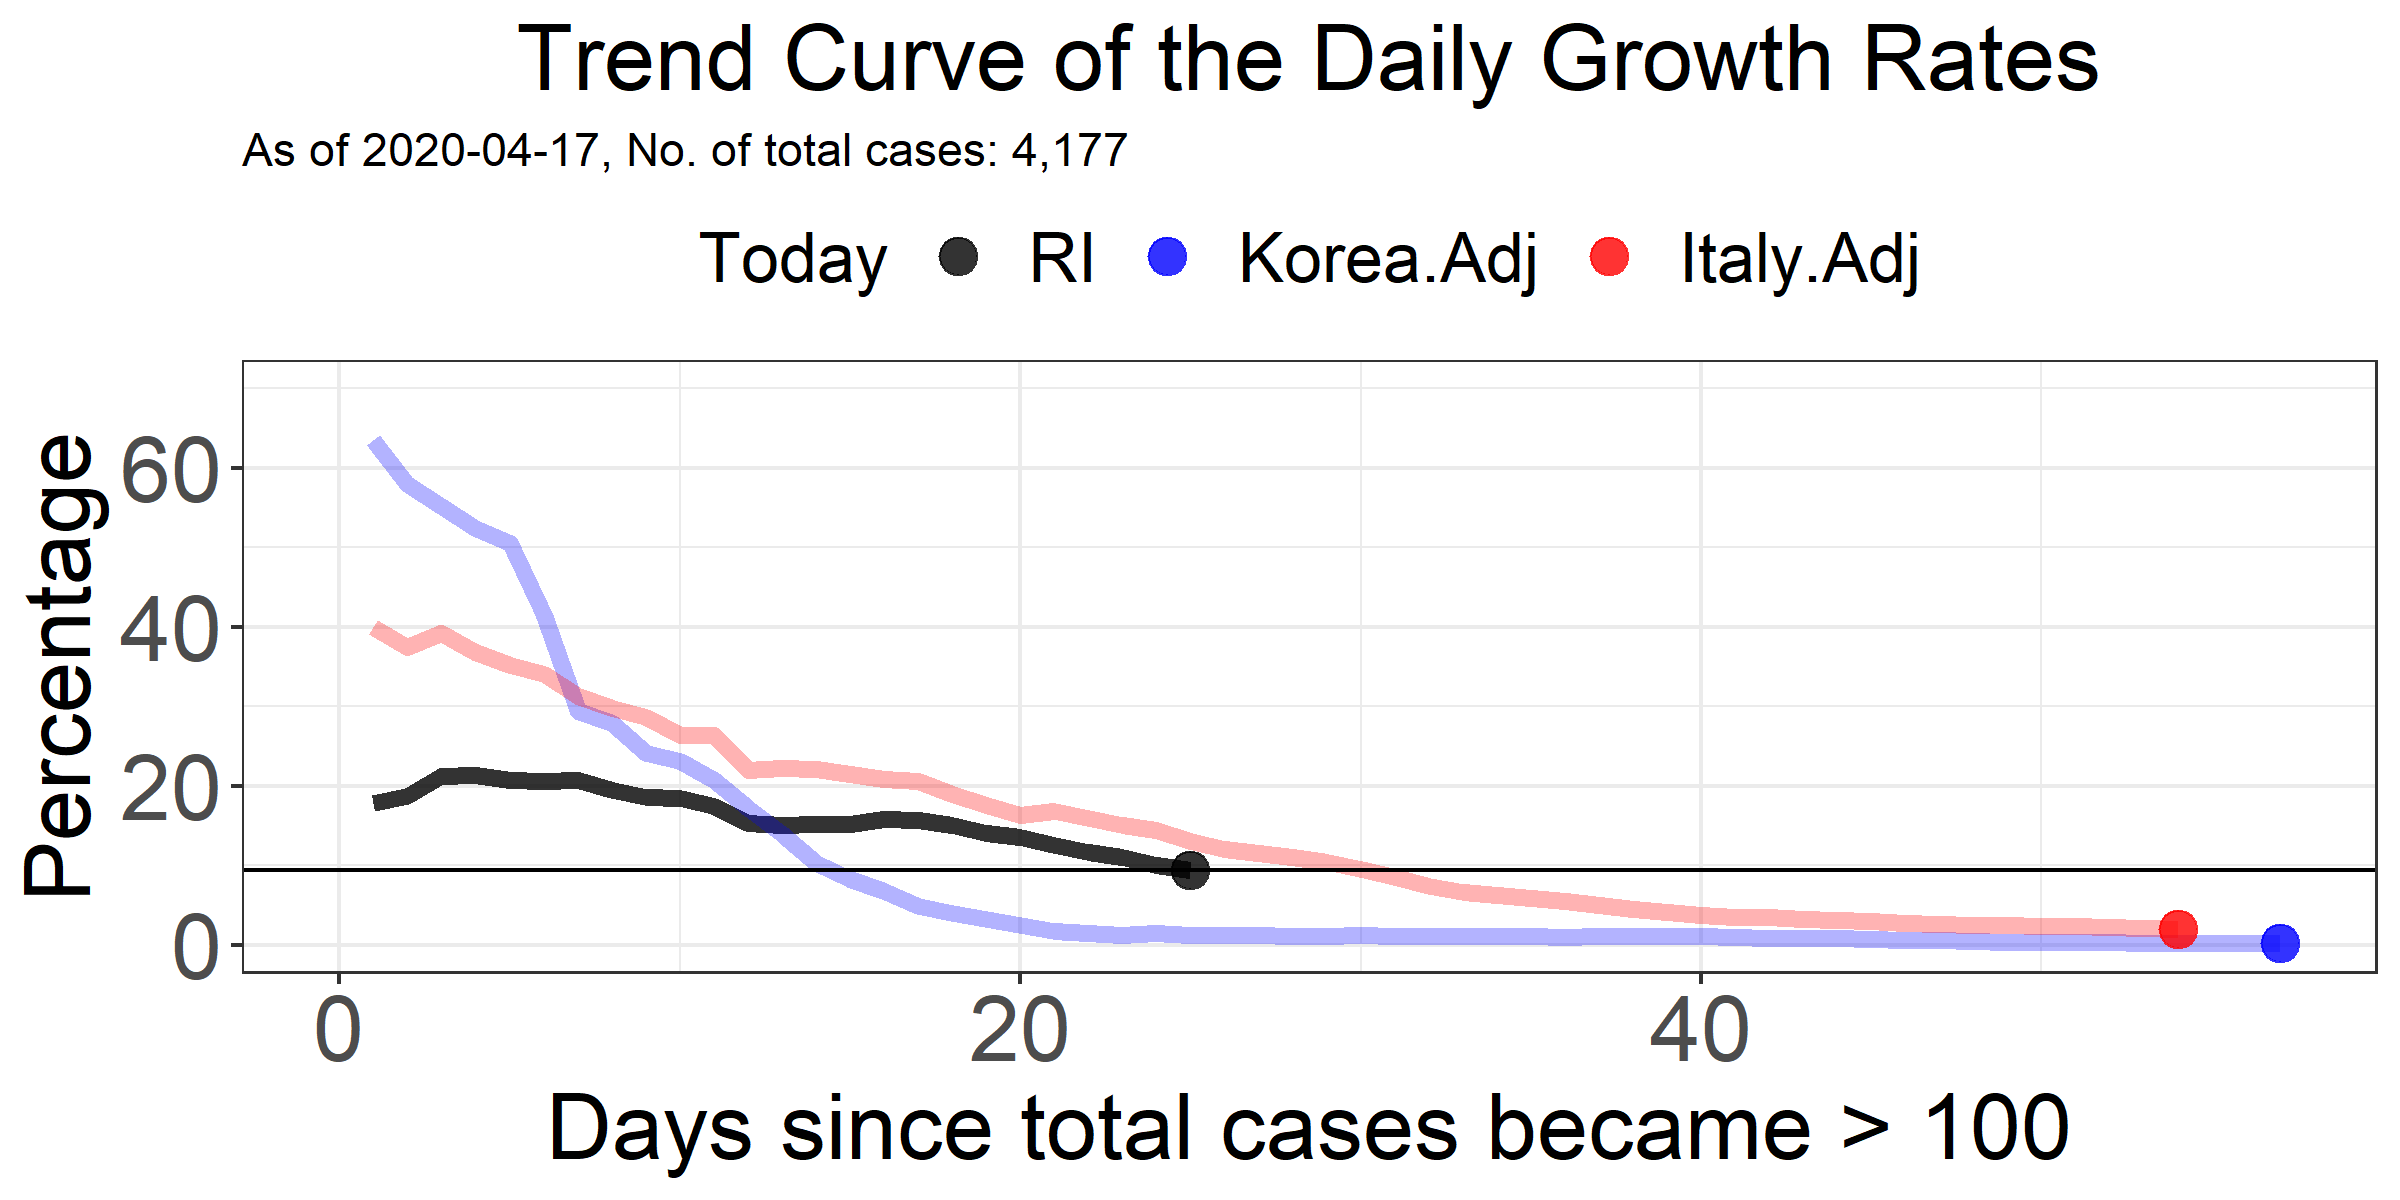 Trend Curve of the Daily Growth Rates
As of 2020-04-17, No. of total cases: 4,177
Today RI Korea.Adj Italy.Adj
Percentage
60
40
20
0
0 20 40
Days since total cases became > 100